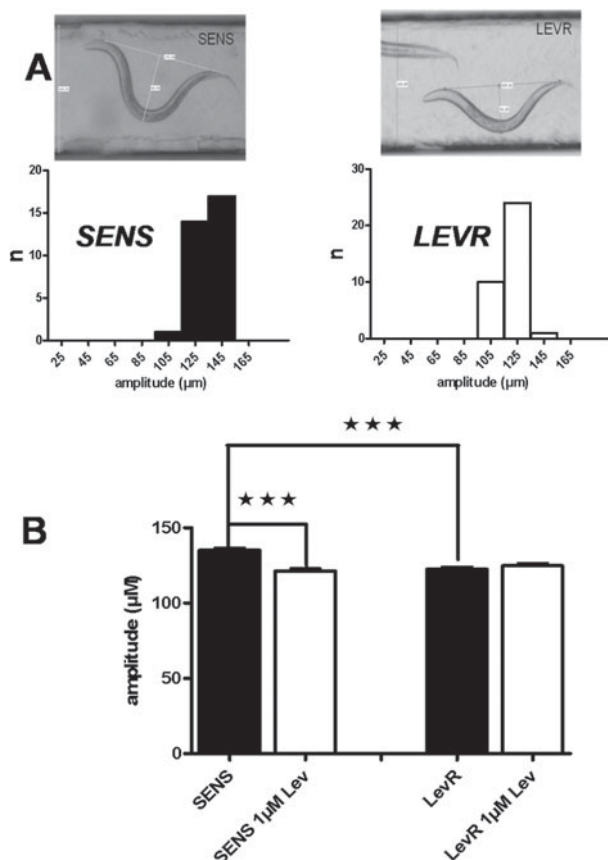 A
SENS
LEVR
20
15
10
5
0
n
SENS
25 45 65 85 105 125 145 165
amplitude (µm)
30
20
10
0
n
LEVR
25 45 65 85 105 125 145 165
amplitude (µm)
B
★★★
★★★
150
100
50
0
amplitude (µM)
SENS
SENS 1µM Lev
LevR
LevR 1µM Lev